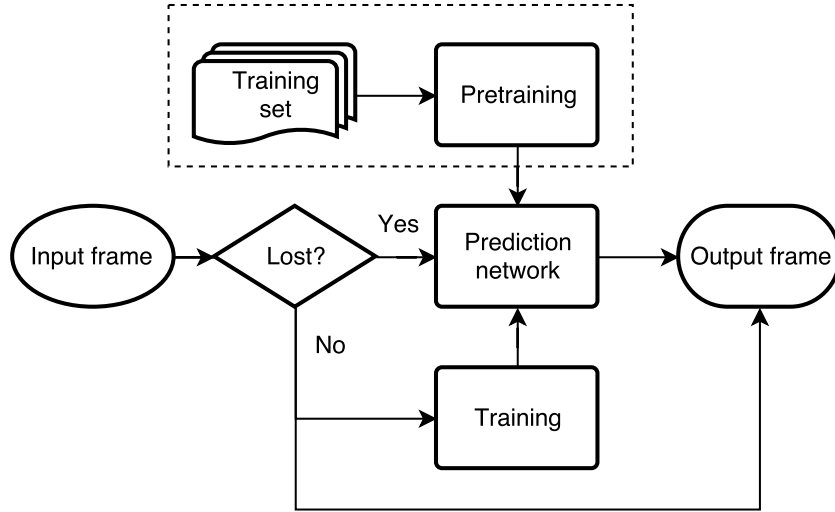 Training
set
Pretraining
Input frame
Lost?
Yes
Prediction
network
Output frame
No
Training